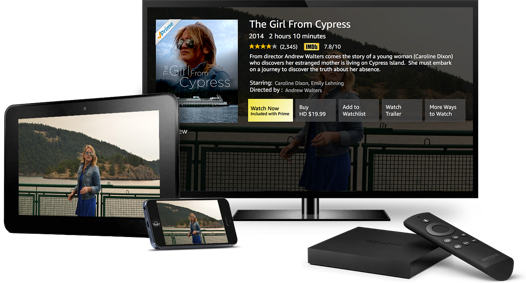 The Girl From Cypress
2014 2 hours 10 minutes
(2,345) IMDb 7.8/10
From director Andrew Walters comes the story of a young woman (Caroline Dixon)
who discovers her estranged mother is living on Cypress Island. She must embark
on a journey to discover the truth about her absence.
Starring: Caroline Dixon, Emily Lehning
Directed by: Andrew Walters
Watch Now
Included with Prime
Buy
HD $19.99
Add to
Watchlist
Watch
Trailer
More Ways
to Watch
Prime
The Girl From
Cypress